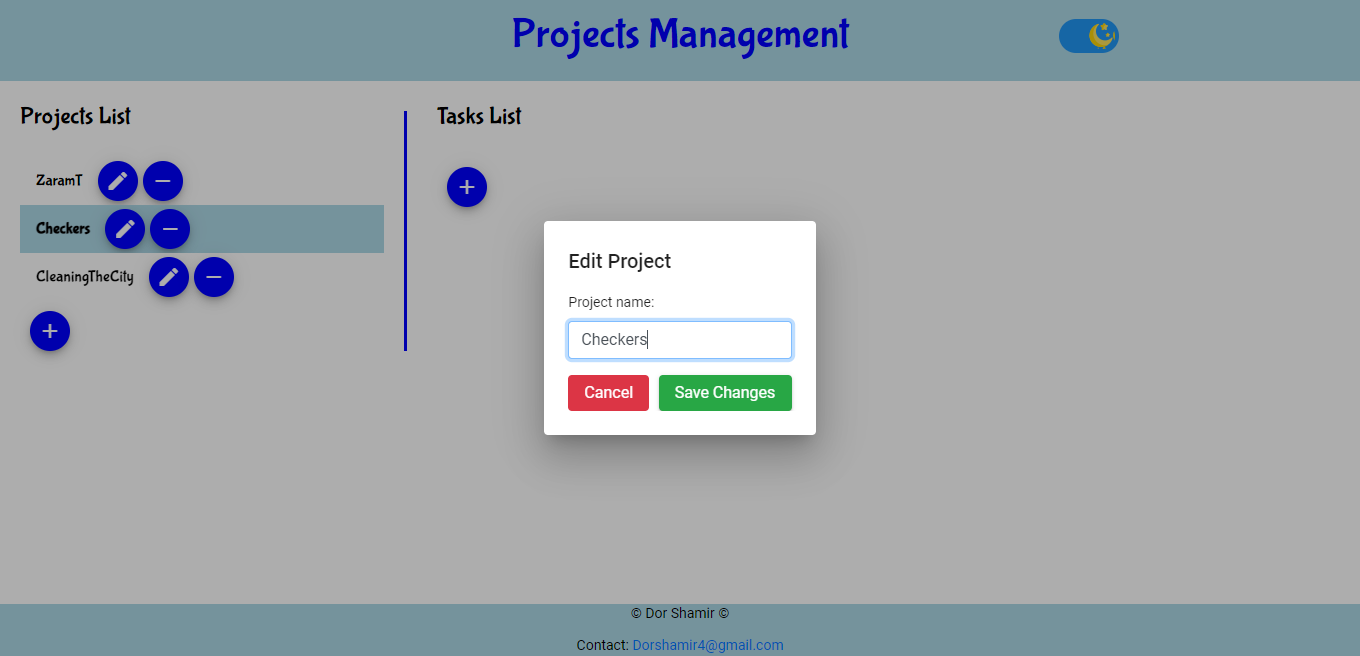 Projects Management
Projects List
Tasks List
ZaramT
Checkers
CleaningTheCity
Edit Project
Project name:
Checkers
Cancel Save Changes
© Dor Shamir ©
Contact: Dorshamir4@gmail.com